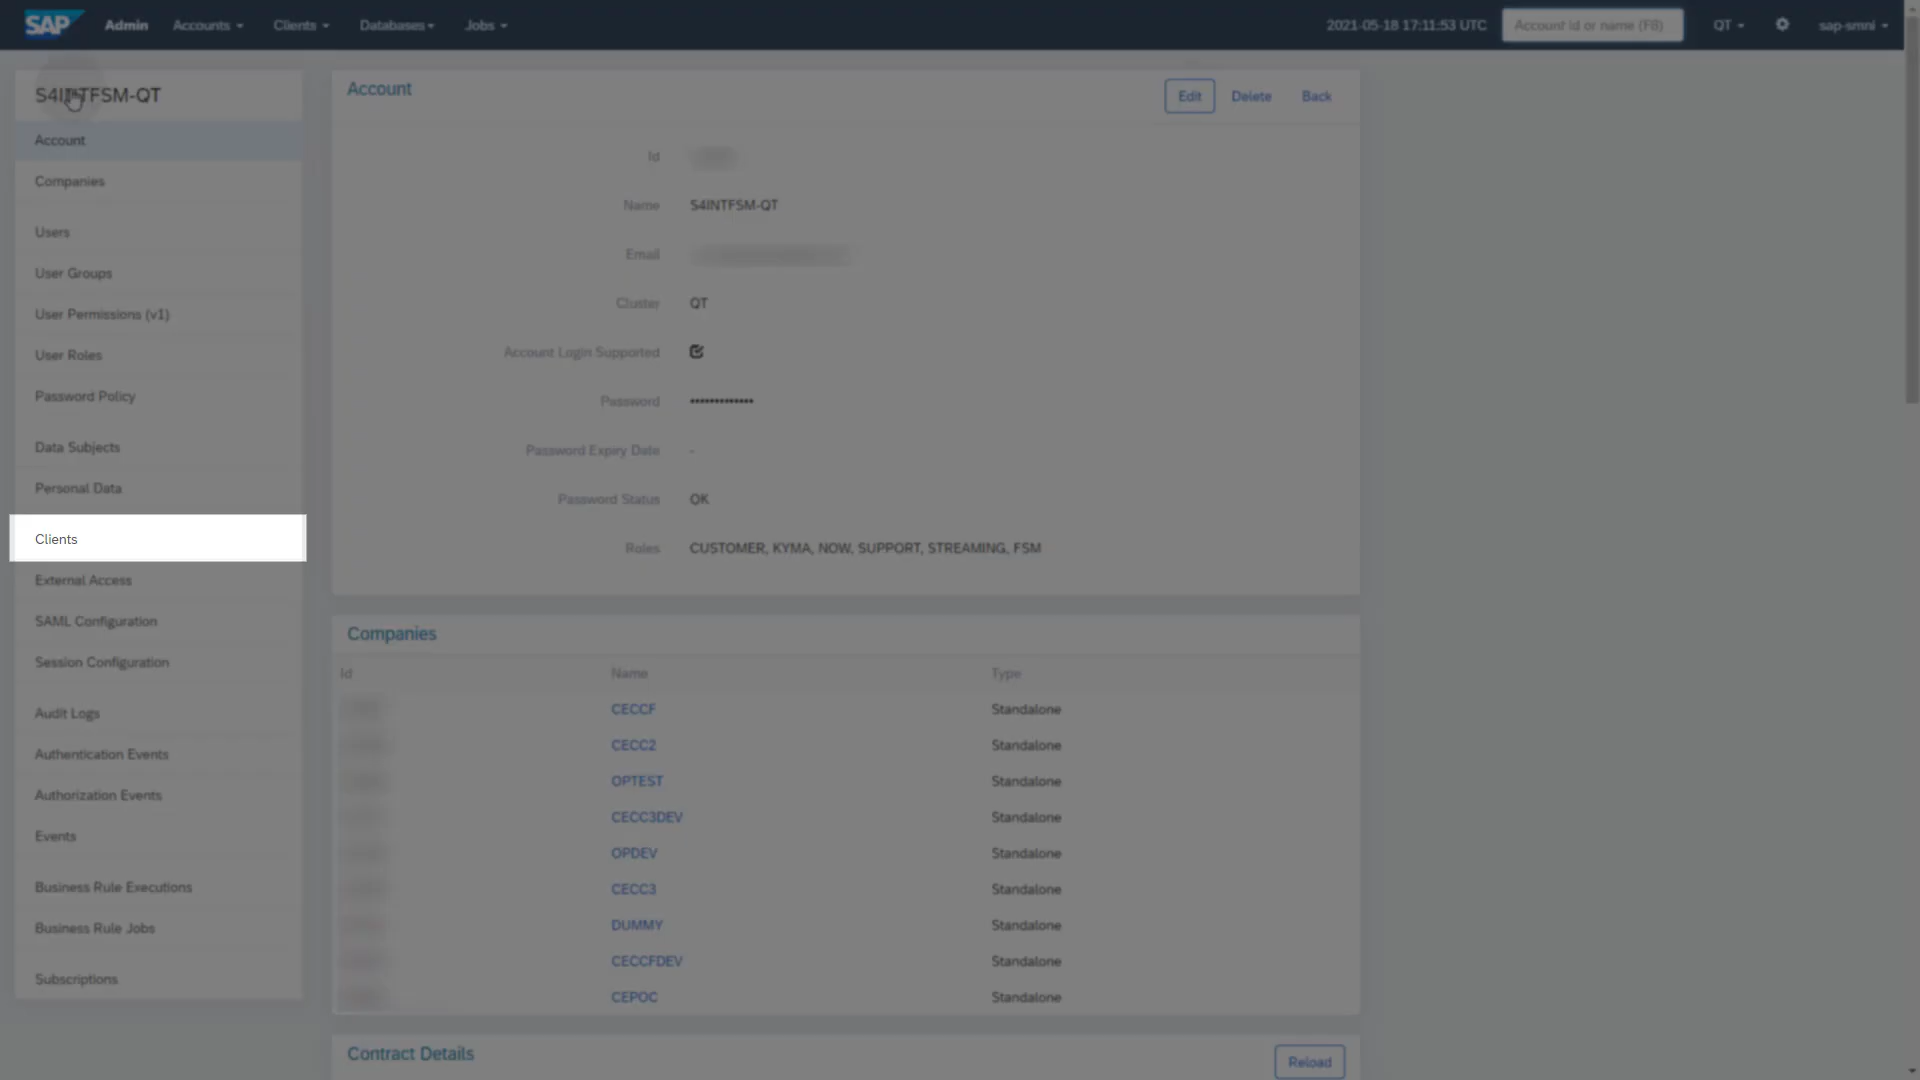 SAP Admin Accounts Clients Databases Jobs 2021-05-18 17:11:53 UTC Account id or name (F8) QT sap-smni
S4INTFSM-QT
Account
Companies
Users
User Groups
User Permissions (v1)
User Roles
Password Policy
Data Subjects
Personal Data
Clients
External Access
SAML Configuration
Session Configuration
Audit Logs
Authentication Events
Authorization Events
Events
Business Rule Executions
Business Rule Jobs
Subscriptions
Account Edit Delete Back
Id
Name S4INTFSM-QT
Email
Cluster QT
Account Login Supported
Password •••••••••••••
Password Expiry Date -
Password Status OK
Roles CUSTOMER, KYMA, NOW, SUPPORT, STREAMING, FSM
Companies
Id Name Type
CECCF Standalone
CECC2 Standalone
OPTEST Standalone
CECC3DEV Standalone
OPDEV Standalone
CECC3 Standalone
DUMMY Standalone
CECCFDEV Standalone
CEPOC Standalone
Contract Details Reload